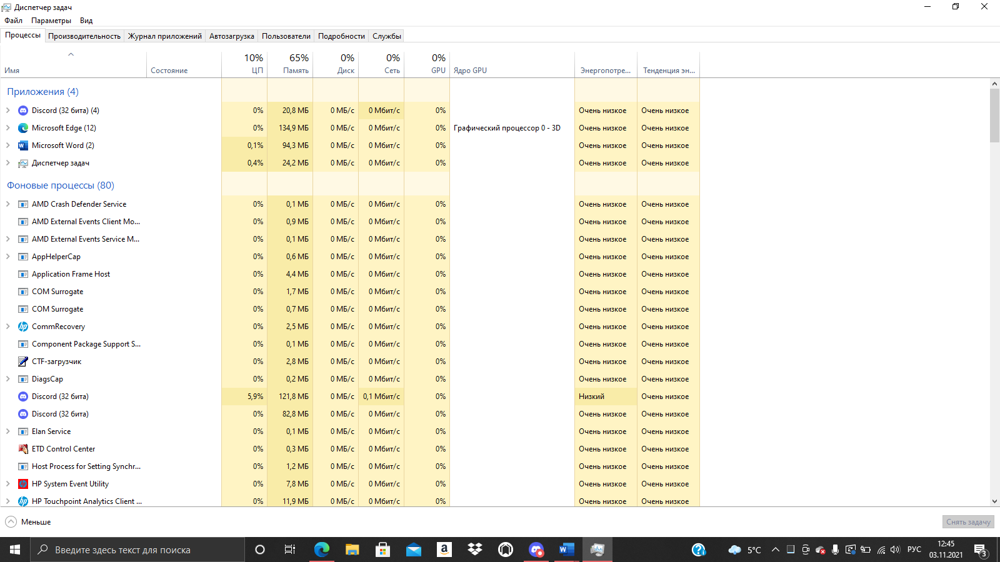 Диспетчер задач
Файл Параметры Вид
Процессы Производительность Журнал приложений Автозагрузка Пользователи Подробности Службы
10% 65% 0% 0% 0%
Имя Состояние ЦП Память Диск Сеть GPU Ядро GPU Энергопотре... Тенденция эн...
Приложения (4)
Discord (32 бита) (4) 0% 20,8 МБ 0 МБ/с 0 Мбит/с 0% Очень низкое Очень низкое
Microsoft Edge (12) 0% 134,9 МБ 0 МБ/с 0 Мбит/с 0% Графический процессор 0 - 3D Очень низкое Очень низкое
Microsoft Word (2) 0,1% 94,3 МБ 0 МБ/с 0 Мбит/с 0% Очень низкое Очень низкое
Диспетчер задач 0,4% 24,2 МБ 0 МБ/с 0 Мбит/с 0% Очень низкое Очень низкое
Фоновые процессы (80)
AMD Crash Defender Service 0% 0,1 МБ 0 МБ/с 0 Мбит/с 0% Очень низкое Очень низкое
AMD External Events Client Mo... 0% 0,9 МБ 0 МБ/с 0 Мбит/с 0% Очень низкое Очень низкое
AMD External Events Service M... 0% 0,1 МБ 0 МБ/с 0 Мбит/с 0% Очень низкое Очень низкое
AppHelperCap 0% 0,6 МБ 0 МБ/с 0 Мбит/с 0% Очень низкое Очень низкое
Application Frame Host 0% 4,4 МБ 0 МБ/с 0 Мбит/с 0% Очень низкое Очень низкое
COM Surrogate 0% 1,7 МБ 0 МБ/с 0 Мбит/с 0% Очень низкое Очень низкое
COM Surrogate 0% 0,7 МБ 0 МБ/с 0 Мбит/с 0% Очень низкое Очень низкое
CommRecovery 0% 2,5 МБ 0 МБ/с 0 Мбит/с 0% Очень низкое Очень низкое
Component Package Support S... 0% 0,1 МБ 0 МБ/с 0 Мбит/с 0% Очень низкое Очень низкое
CTF-загрузчик 0% 2,8 МБ 0 МБ/с 0 Мбит/с 0% Очень низкое Очень низкое
DiagsCap 0% 0,2 МБ 0 МБ/с 0 Мбит/с 0% Очень низкое Очень низкое
Discord (32 бита) 5,9% 121,8 МБ 0 МБ/с 0,1 Мбит/с 0% Низкий Очень низкое
Discord (32 бита) 0% 82,8 МБ 0 МБ/с 0 Мбит/с 0% Очень низкое Очень низкое
Elan Service 0% 0,1 МБ 0 МБ/с 0 Мбит/с 0% Очень низкое Очень низкое
ETD Control Center 0% 0,3 МБ 0 МБ/с 0 Мбит/с 0% Очень низкое Очень низкое
Host Process for Setting Synchr... 0% 1,2 МБ 0 МБ/с 0 Мбит/с 0% Очень низкое Очень низкое
HP System Event Utility 0% 7,8 МБ 0 МБ/с 0 Мбит/с 0% Очень низкое Очень низкое
HP Touchpoint Analytics Client ... 0% 11,9 МБ 0 МБ/с 0 Мбит/с 0% Очень низкое Очень низкое
Меньше Снять задачу
Введите здесь текст для поиска 5°C РУС 12:45
03.11.2021 3